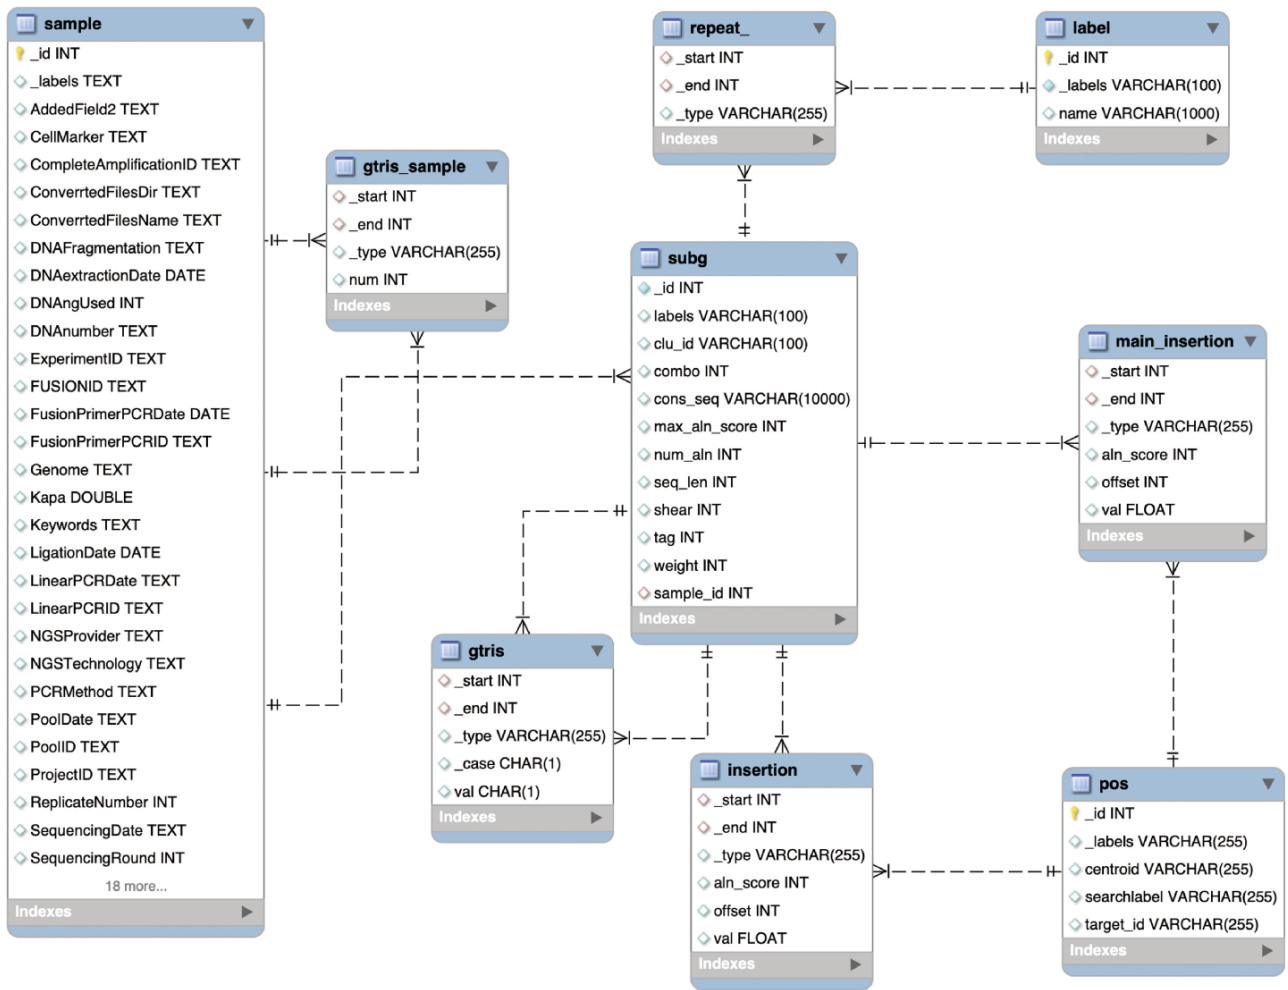 sample
_id INT
_labels TEXT
AddedField2 TEXT
CellMarker TEXT
CompleteAmplificationID TEXT
ConverrtedFilesDir TEXT
ConverrtedFilesName TEXT
DNAFragmentation TEXT
DNAextractionDate DATE
DNAngUsed INT
DNAnumber TEXT
ExperimentID TEXT
FUSIONID TEXT
FusionPrimerPCRDate DATE
FusionPrimerPCRID TEXT
Genome TEXT
Kapa DOUBLE
Keywords TEXT
LigationDate DATE
LinearPCRDate TEXT
LinearPCRID TEXT
NGSProvider TEXT
NGSTechnology TEXT
PCRMethod TEXT
PoolDate TEXT
PoolID TEXT
ProjectID TEXT
ReplicateNumber INT
SequencingDate TEXT
SequencingRound INT
18 more...
Indexes
gtris_sample
_start INT
_end INT
_type VARCHAR(255)
num INT
Indexes
repeat_
_start INT
_end INT
_type VARCHAR(255)
Indexes
label
_id INT
_labels VARCHAR(100)
name VARCHAR(1000)
Indexes
subg
_id INT
labels VARCHAR(100)
clu_id VARCHAR(100)
combo INT
cons_seq VARCHAR(10000)
max_aln_score INT
num_aln INT
seq_len INT
shear INT
tag INT
weight INT
sample_id INT
Indexes
main_insertion
_start INT
_end INT
_type VARCHAR(255)
aln_score INT
offset INT
val FLOAT
Indexes
gtris
_start INT
_end INT
_type VARCHAR(255)
_case CHAR(1)
val CHAR(1)
Indexes
insertion
_start INT
_end INT
_type VARCHAR(255)
aln_score INT
offset INT
val FLOAT
Indexes
pos
_id INT
_labels VARCHAR(255)
centroid VARCHAR(255)
searchlabel VARCHAR(255)
target_id VARCHAR(255)
Indexes